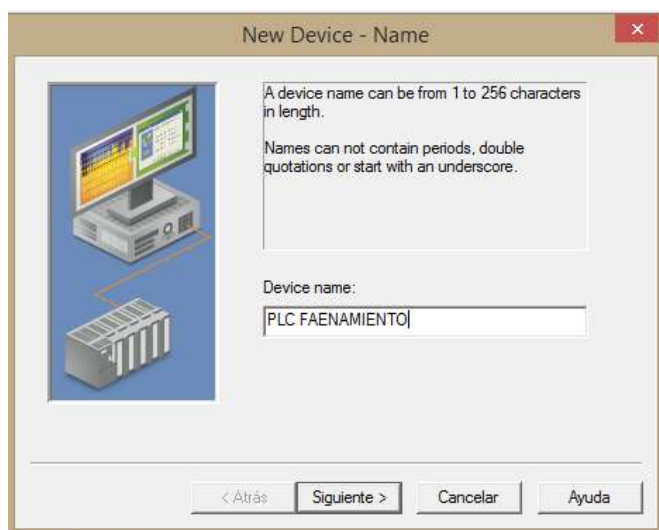 New Device - Name
A device name can be from 1 to 256 characters
in length.
Names can not contain periods, double
quotations or start with an underscore.
Device name:
PLC FAENAMIENTO
< Atrás
Siguiente >
Cancelar
Ayuda